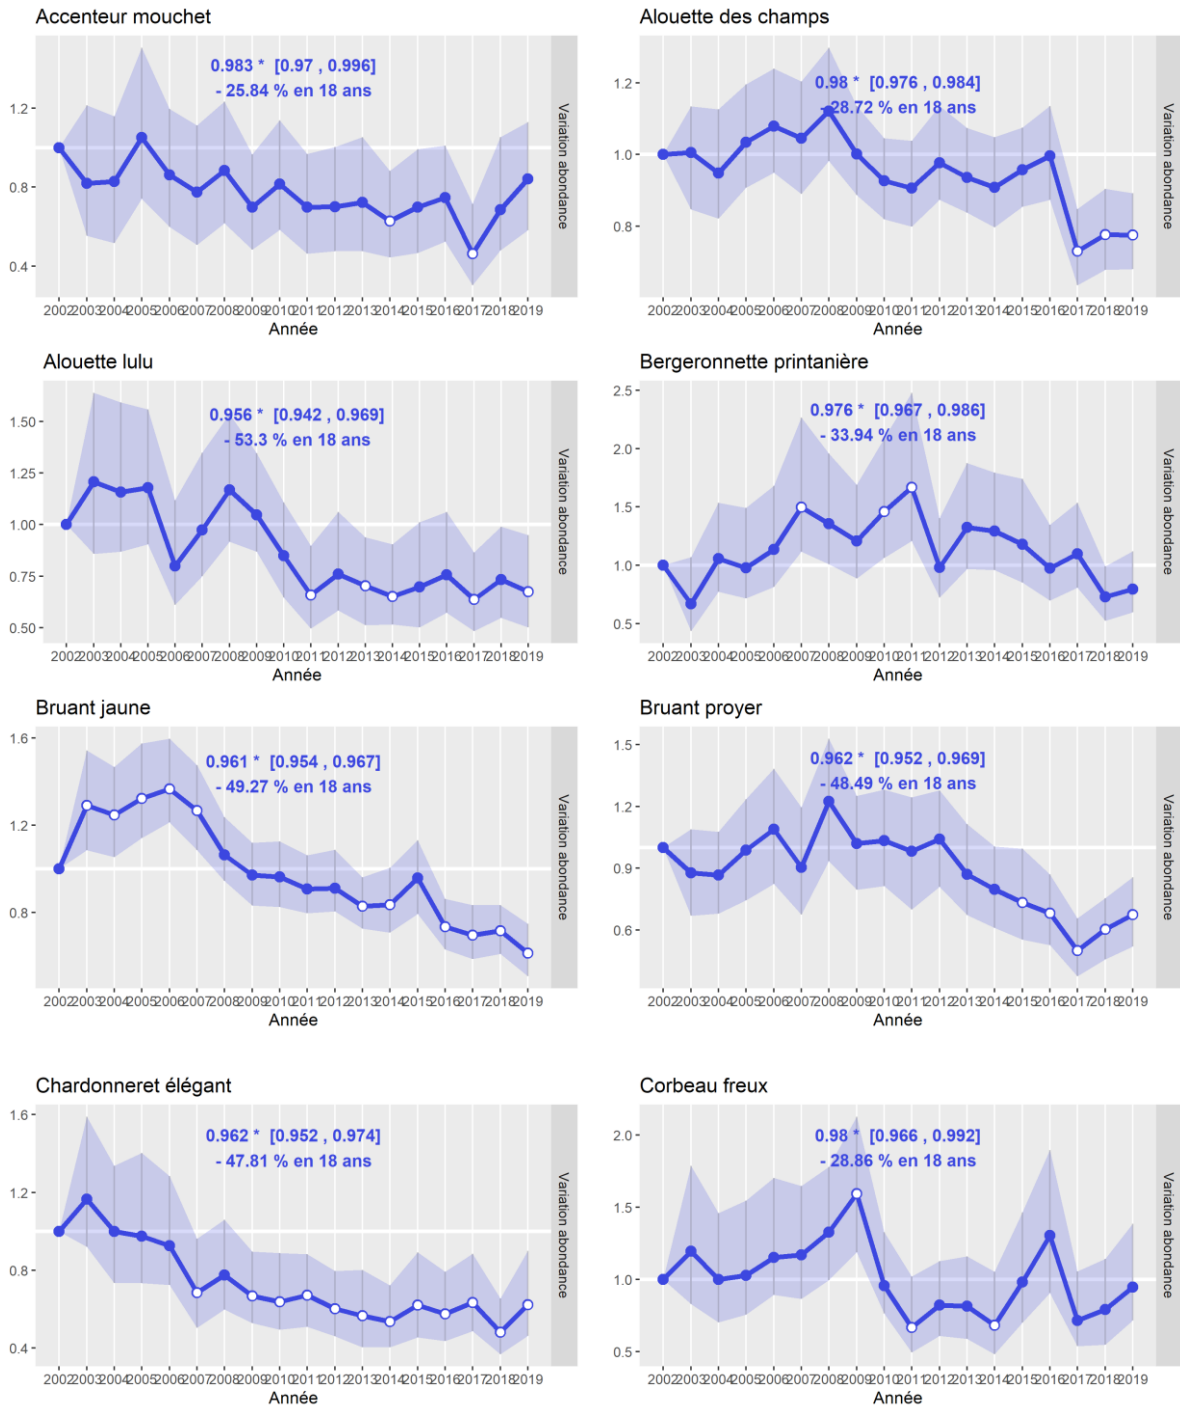 Accenteur mouchet
0.983 * [0.97 , 0.996]
- 25.84 % en 18 ans
1.2
0.8
0.4
Variation abondance
2002 2003 2004 2005 2006 2007 2008 2009 2010 2011 2012 2013 2014 2015 2016 2017 2018 2019
Année
Alouette des champs
0.98 * [0.976 , 0.984]
- 28.72 % en 18 ans
1.2
1.0
0.8
Variation abondance
2002 2003 2004 2005 2006 2007 2008 2009 2010 2011 2012 2013 2014 2015 2016 2017 2018 2019
Année
Alouette lulu
0.956 * [0.942 , 0.969]
- 53.3 % en 18 ans
1.50
1.25
1.00
0.75
0.50
Variation abondance
2002 2003 2004 2005 2006 2007 2008 2009 2010 2011 2012 2013 2014 2015 2016 2017 2018 2019
Année
Bergeronnette printanière
0.976 * [0.967 , 0.986]
- 33.94 % en 18 ans
2.5
2.0
1.5
1.0
0.5
Variation abondance
2002 2003 2004 2005 2006 2007 2008 2009 2010 2011 2012 2013 2014 2015 2016 2017 2018 2019
Année
Bruant jaune
0.961 * [0.954 , 0.967]
- 49.27 % en 18 ans
1.6
1.2
0.8
Variation abondance
2002 2003 2004 2005 2006 2007 2008 2009 2010 2011 2012 2013 2014 2015 2016 2017 2018 2019
Année
Bruant proyer
0.962 * [0.952 , 0.969]
- 48.49 % en 18 ans
1.5
1.2
0.9
0.6
Variation abondance
2002 2003 2004 2005 2006 2007 2008 2009 2010 2011 2012 2013 2014 2015 2016 2017 2018 2019
Année
Chardonneret élégant
0.962 * [0.952 , 0.974]
- 47.81 % en 18 ans
1.6
1.2
0.8
0.4
Variation abondance
2002 2003 2004 2005 2006 2007 2008 2009 2010 2011 2012 2013 2014 2015 2016 2017 2018 2019
Année
Corbeau freux
0.98 * [0.966 , 0.992]
- 28.86 % en 18 ans
2.0
1.5
1.0
0.5
Variation abondance
2002 2003 2004 2005 2006 2007 2008 2009 2010 2011 2012 2013 2014 2015 2016 2017 2018 2019
Année